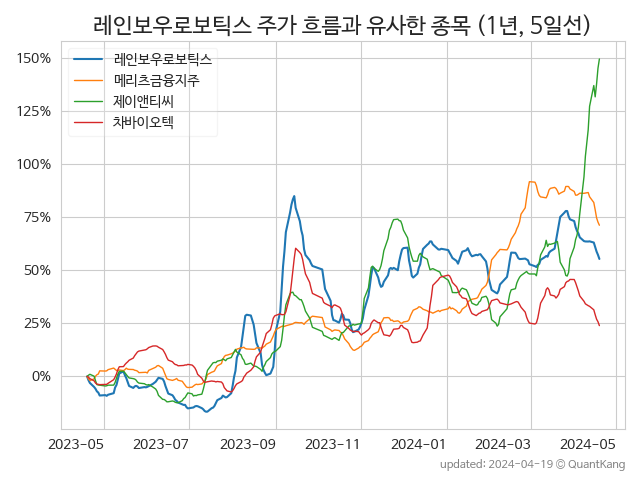 레인보우로보틱스 주가 흐름과 유사한 종목 (1년, 5일선)
레인보우로보틱스
메리츠금융지주
제이앤티씨
차바이오텍
150%
125%
100%
75%
50%
25%
0%
2023-05 2023-07 2023-09 2023-11 2024-01 2024-03 2024-05
updated: 2024-04-19 © QuantKang